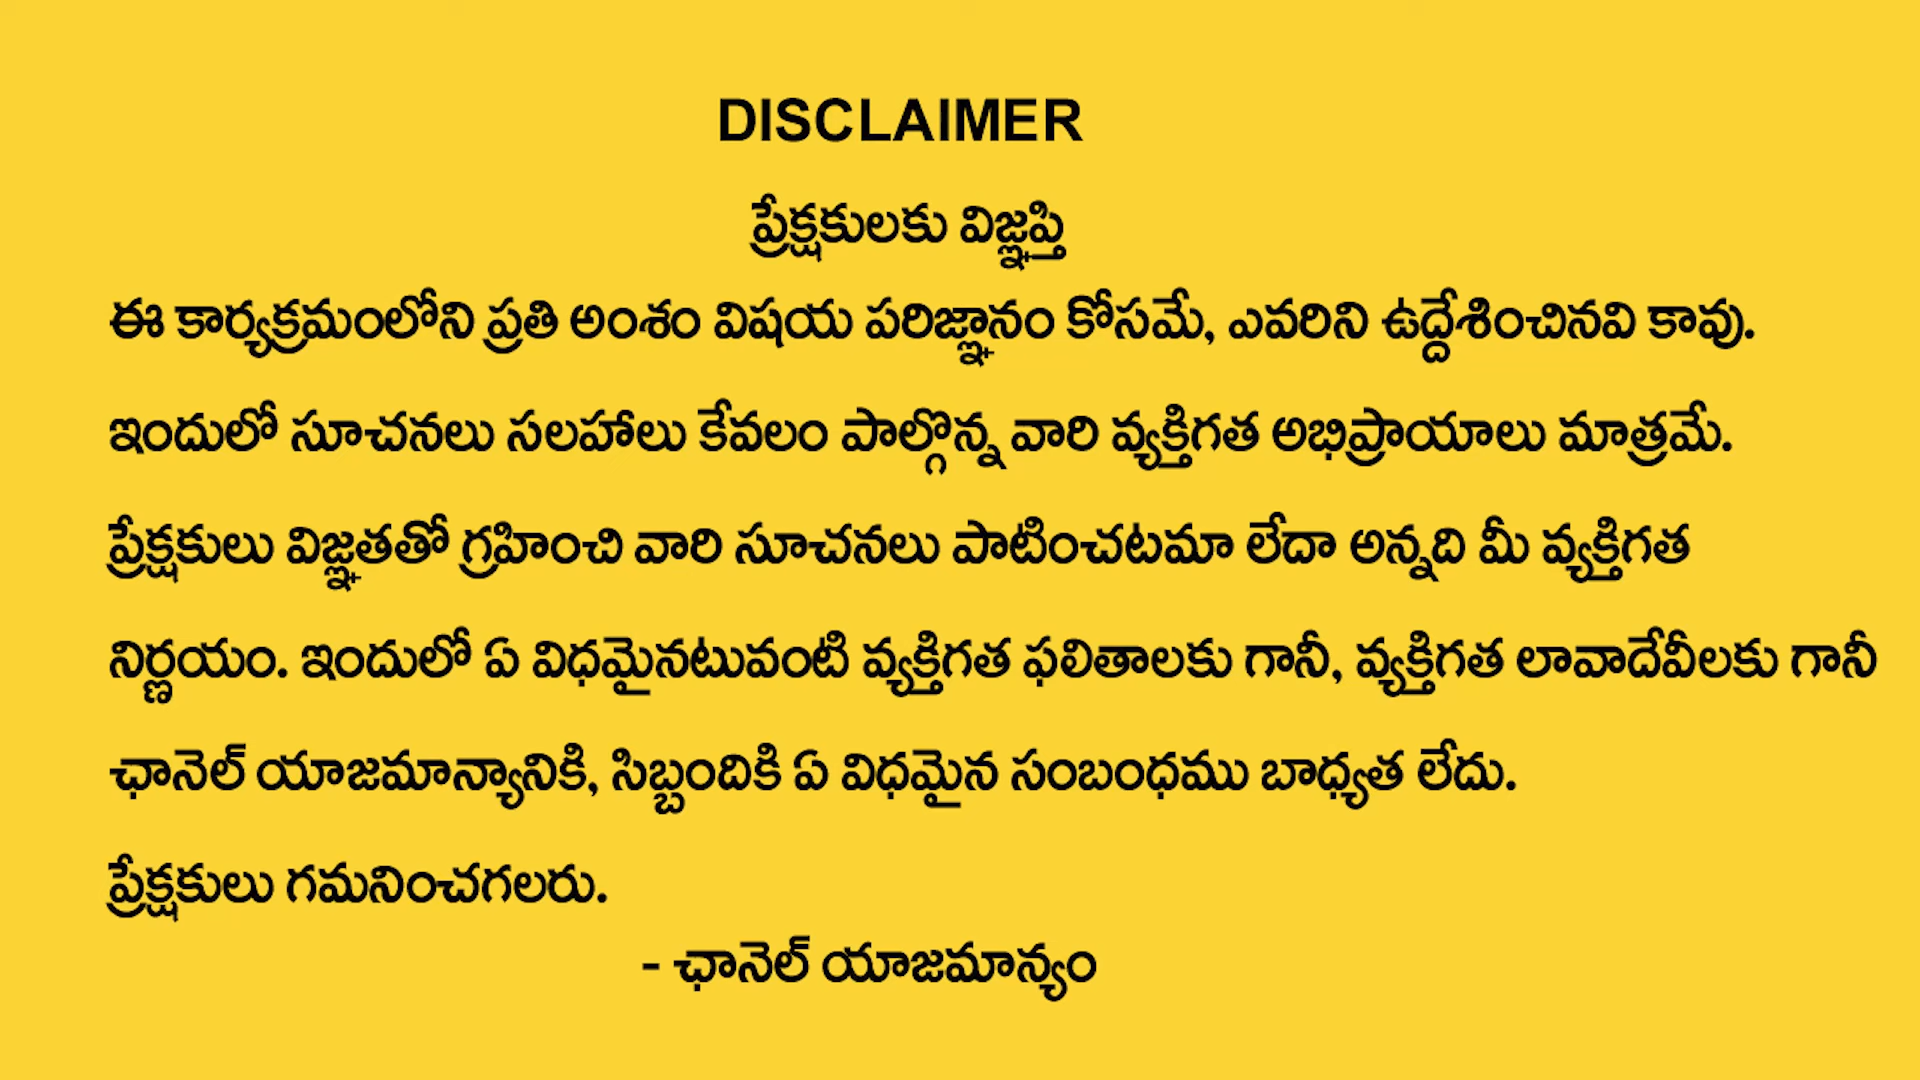 DISCLAIMER
ప్రేక్షకులకు విజ్ఞప్తి
ఈ కార్యక్రమంలోని ప్రతి అంశం విషయ పరిజ్ఞానం కోసమే, ఎవరిని ఉద్దేశించినవి కావు.
ఇందులో సూచనలు సలహాలు కేవలం పాల్గొన్న వారి వ్యక్తిగత అభిప్రాయాలు మాత్రమే.
ప్రేక్షకులు విజ్ఞతతో గ్రహించి వారి సూచనలు పాటించటమా లేదా అన్నది మీ వ్యక్తిగత
నిర్ణయం. ఇందులో ఏ విధమైనటువంటి వ్యక్తిగత ఫలితాలకు గానీ, వ్యక్తిగత లావాదేవీలకు గానీ
ఛానెల్ యాజమాన్యానికి, సిబ్బందికి ఏ విధమైన సంబంధము బాధ్యత లేదు.
ప్రేక్షకులు గమనించగలరు.
- ఛానెల్ యాజమాన్యం